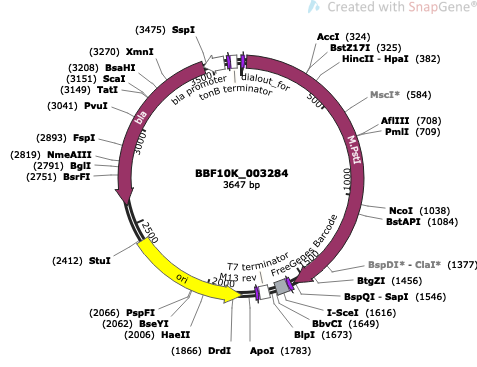 Created with SnapGene®
(3475) SspI
(3270) XmnI
(3208) BsaHI
(3151) ScaI
(3149) TatI
(3041) PvuI
(2893) FspI
(2819) NmeAIII
(2791) BglI
(2751) BsrFI
(2412) StuI
(2066) PspFI
(2062) BseYI
(2006) HaeII
(1866) DrdI
AccI (324)
BstZ17I (325)
HincII - HpaI (382)
MscI* (584)
AflIII (708)
PmlI (709)
NcoI (1038)
BstAPI (1084)
BspDI* - ClaI* (1377)
BtgZI (1456)
BspQI - SapI (1546)
I-SceI (1616)
BbvCI (1649)
BlpI (1673)
ApoI (1783)
BBF10K_003284
3647 bp
dialout_for
tonB terminator
bla promoter
bla
M.PstI
FreeGenes Barcode
T7 terminator
M13 rev
ori
500
1000
1500
2000
2500
3000
3500